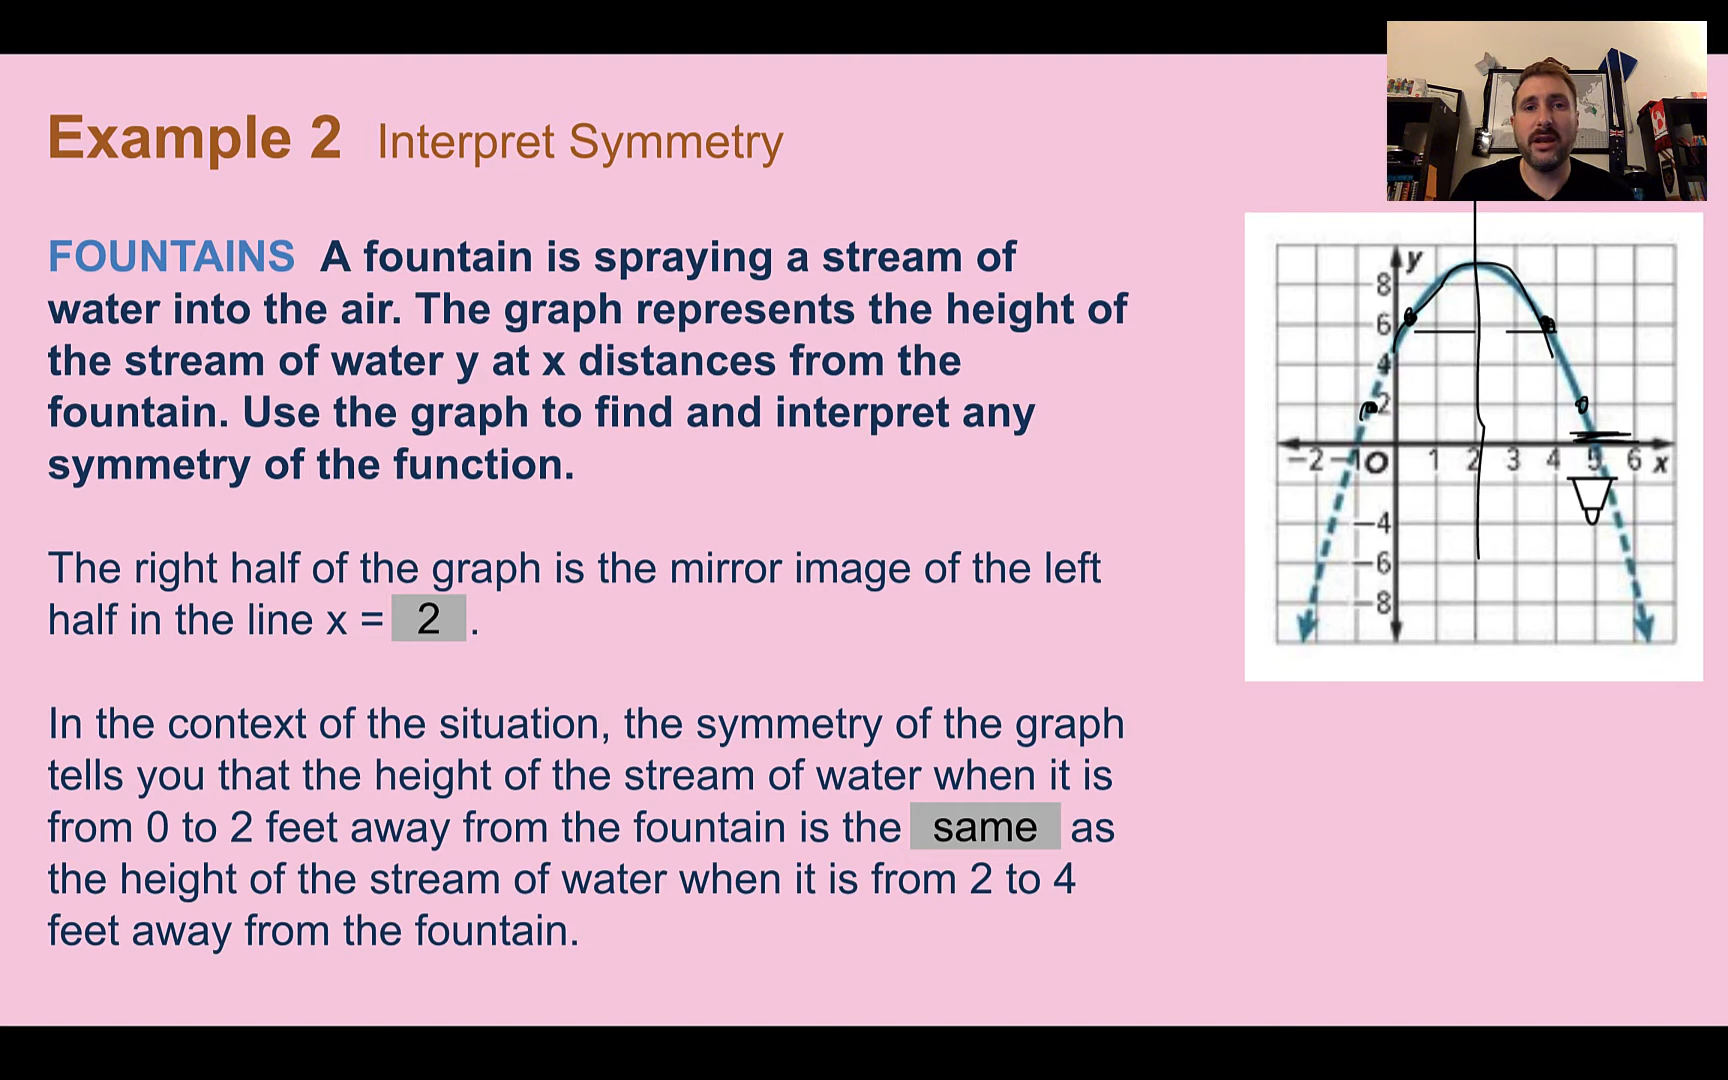 Example 2 Interpret Symmetry
FOUNTAINS A fountain is spraying a stream of
water into the air. The graph represents the height of
the stream of water y at x distances from the
fountain. Use the graph to find and interpret any
symmetry of the function.
The right half of the graph is the mirror image of the left
half in the line x = 2 .
In the context of the situation, the symmetry of the graph
tells you that the height of the stream of water when it is
from 0 to 2 feet away from the fountain is the same as
the height of the stream of water when it is from 2 to 4
feet away from the fountain.
y
8
6
4
2
−2 −1 O 1 2 3 4 5 6 x
−4
−6
−8